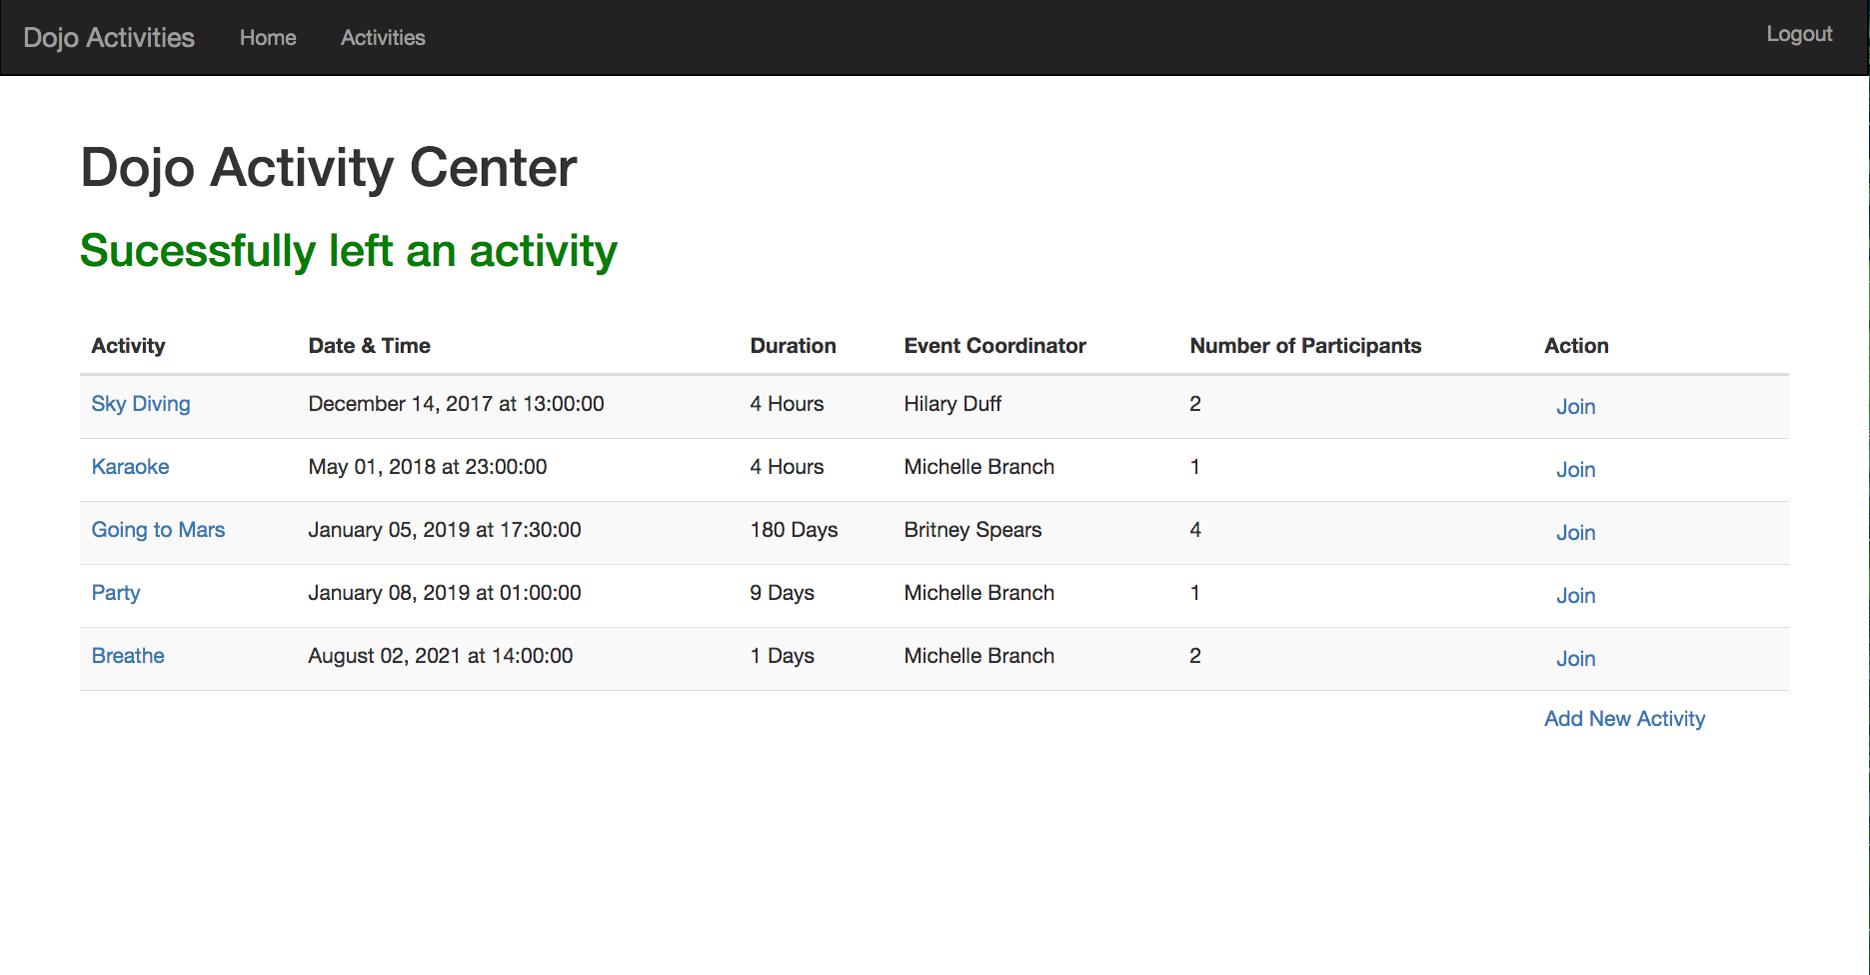 Dojo Activities Home Activities Logout
Dojo Activity Center
Sucessfully left an activity
Activity Date & Time Duration Event Coordinator Number of Participants Action
Sky Diving December 14, 2017 at 13:00:00 4 Hours Hilary Duff 2 Join
Karaoke May 01, 2018 at 23:00:00 4 Hours Michelle Branch 1 Join
Going to Mars January 05, 2019 at 17:30:00 180 Days Britney Spears 4 Join
Party January 08, 2019 at 01:00:00 9 Days Michelle Branch 1 Join
Breathe August 02, 2021 at 14:00:00 1 Days Michelle Branch 2 Join
Add New Activity